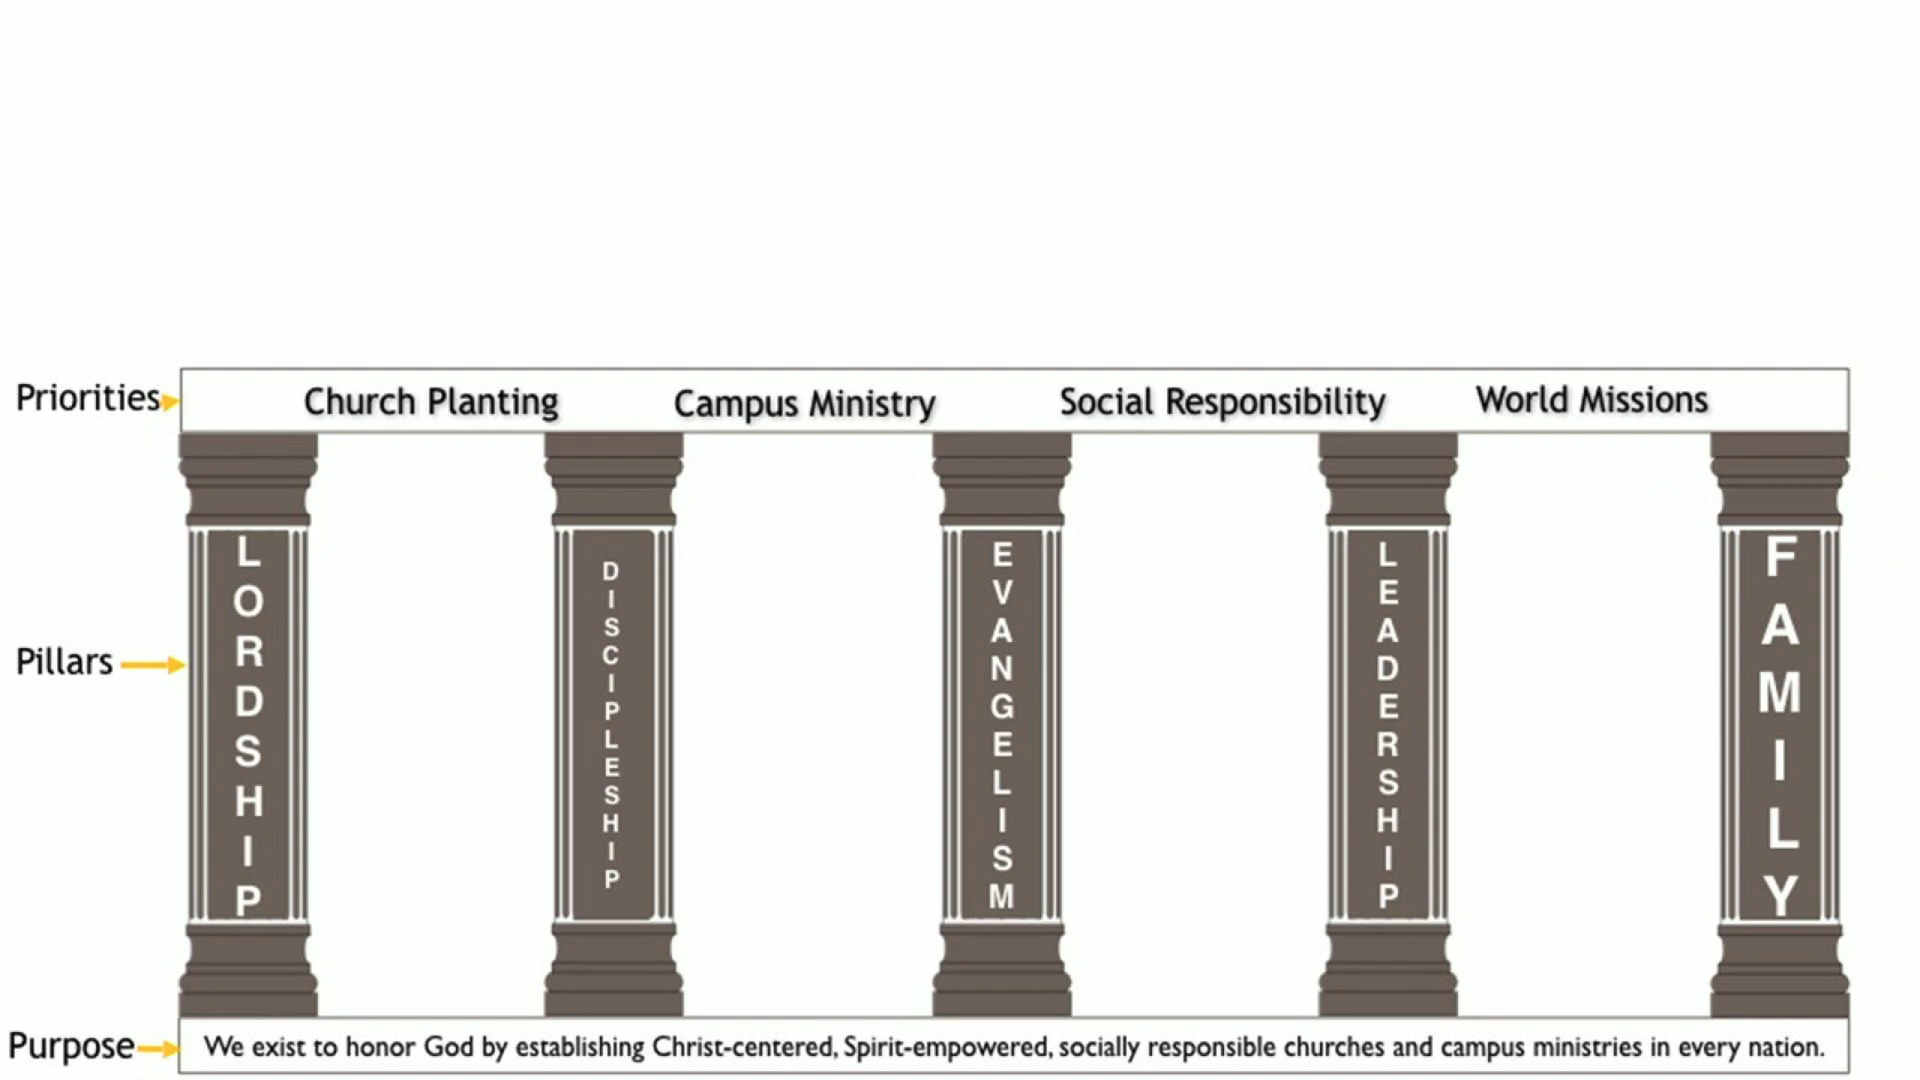 Priorities
Church Planting Campus Ministry Social Responsibility World Missions
Pillars
LORDSHIP
DISCIPLESHIP
EVANGELISM
LEADERSHIP
FAMILY
Purpose
We exist to honor God by establishing Christ-centered, Spirit-empowered, socially responsible churches and campus ministries in every nation.